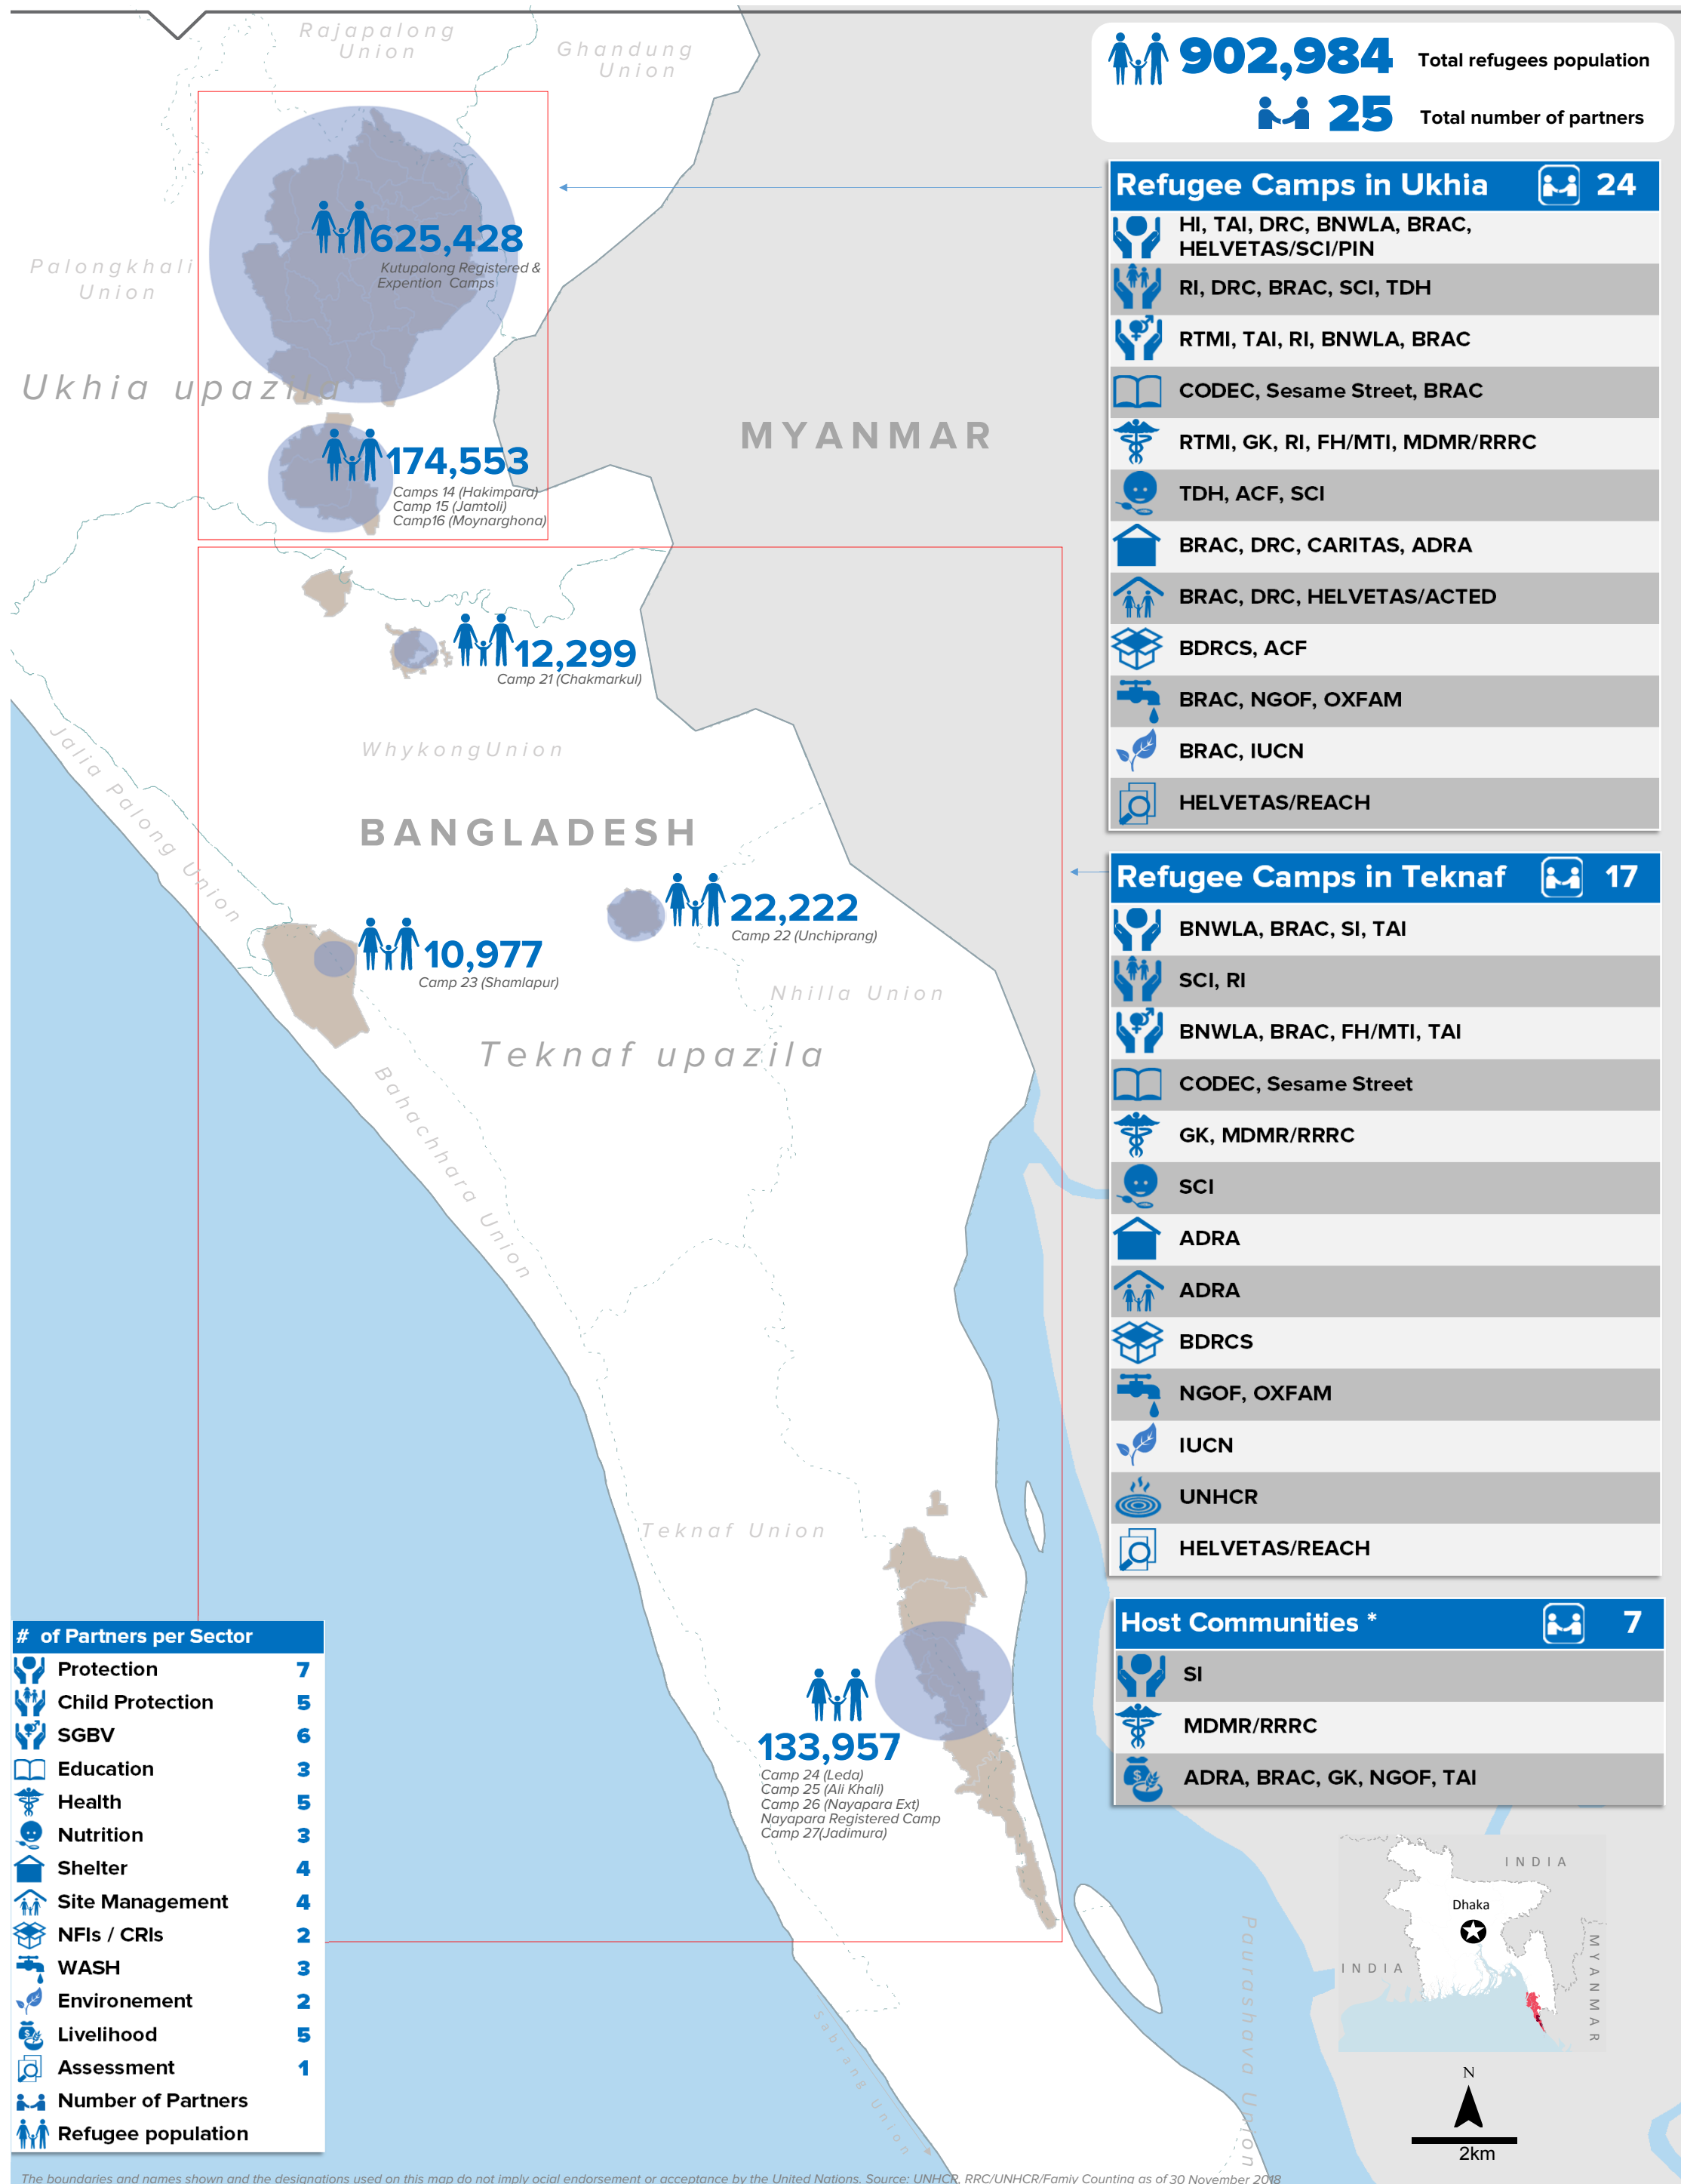 Rajapalong
Union
Ghandung
Union
902,984 Total refugees population
25 Total number of partners
625,428
Kutupalong Registered &
Expention Camps
Palongkhali
Union
Ukhia upazila
174,553
Camps 14 (Hakimpara)
Camp 15 (Jamtoli)
Camp16 (Moynarghona)
MYANMAR
12,299
Camp 21 (Chakmarkul)
WhykongUnion
Jalia Palong Union
BANGLADESH
22,222
Camp 22 (Unchiprang)
10,977
Camp 23 (Shamlapur)
Nhilla Union
Teknaf upazila
Bahachhara Union
Teknaf Union
133,957
Camp 24 (Leda)
Camp 25 (Ali Khali)
Camp 26 (Nayapara Ext)
Nayapara Registered Camp
Camp 27(Jadimura)
Sabrang Union
Paurashava Union
Refugee Camps in Ukhia 24
HI, TAI, DRC, BNWLA, BRAC,
HELVETAS/SCI/PIN
RI, DRC, BRAC, SCI, TDH
RTMI, TAI, RI, BNWLA, BRAC
CODEC, Sesame Street, BRAC
RTMI, GK, RI, FH/MTI, MDMR/RRRC
TDH, ACF, SCI
BRAC, DRC, CARITAS, ADRA
BRAC, DRC, HELVETAS/ACTED
BDRCS, ACF
BRAC, NGOF, OXFAM
BRAC, IUCN
HELVETAS/REACH
Refugee Camps in Teknaf 17
BNWLA, BRAC, SI, TAI
SCI, RI
BNWLA, BRAC, FH/MTI, TAI
CODEC, Sesame Street
GK, MDMR/RRRC
SCI
ADRA
ADRA
BDRCS
NGOF, OXFAM
IUCN
UNHCR
HELVETAS/REACH
Host Communities * 7
SI
MDMR/RRRC
ADRA, BRAC, GK, NGOF, TAI
# of Partners per Sector
Protection 7
Child Protection 5
SGBV 6
Education 3
Health 5
Nutrition 3
Shelter 4
Site Management 4
NFIs / CRIs 2
WASH 3
Environement 2
Livelihood 5
Assessment 1
Number of Partners
Refugee population
INDIA
Dhaka
INDIA
MYANMAR
N
2km
The boundaries and names shown and the designations used on this map do not imply ocial endorsement or acceptance by the United Nations. Source: UNHCR, RRC/UNHCR/Famiy Counting as of 30 November 2018